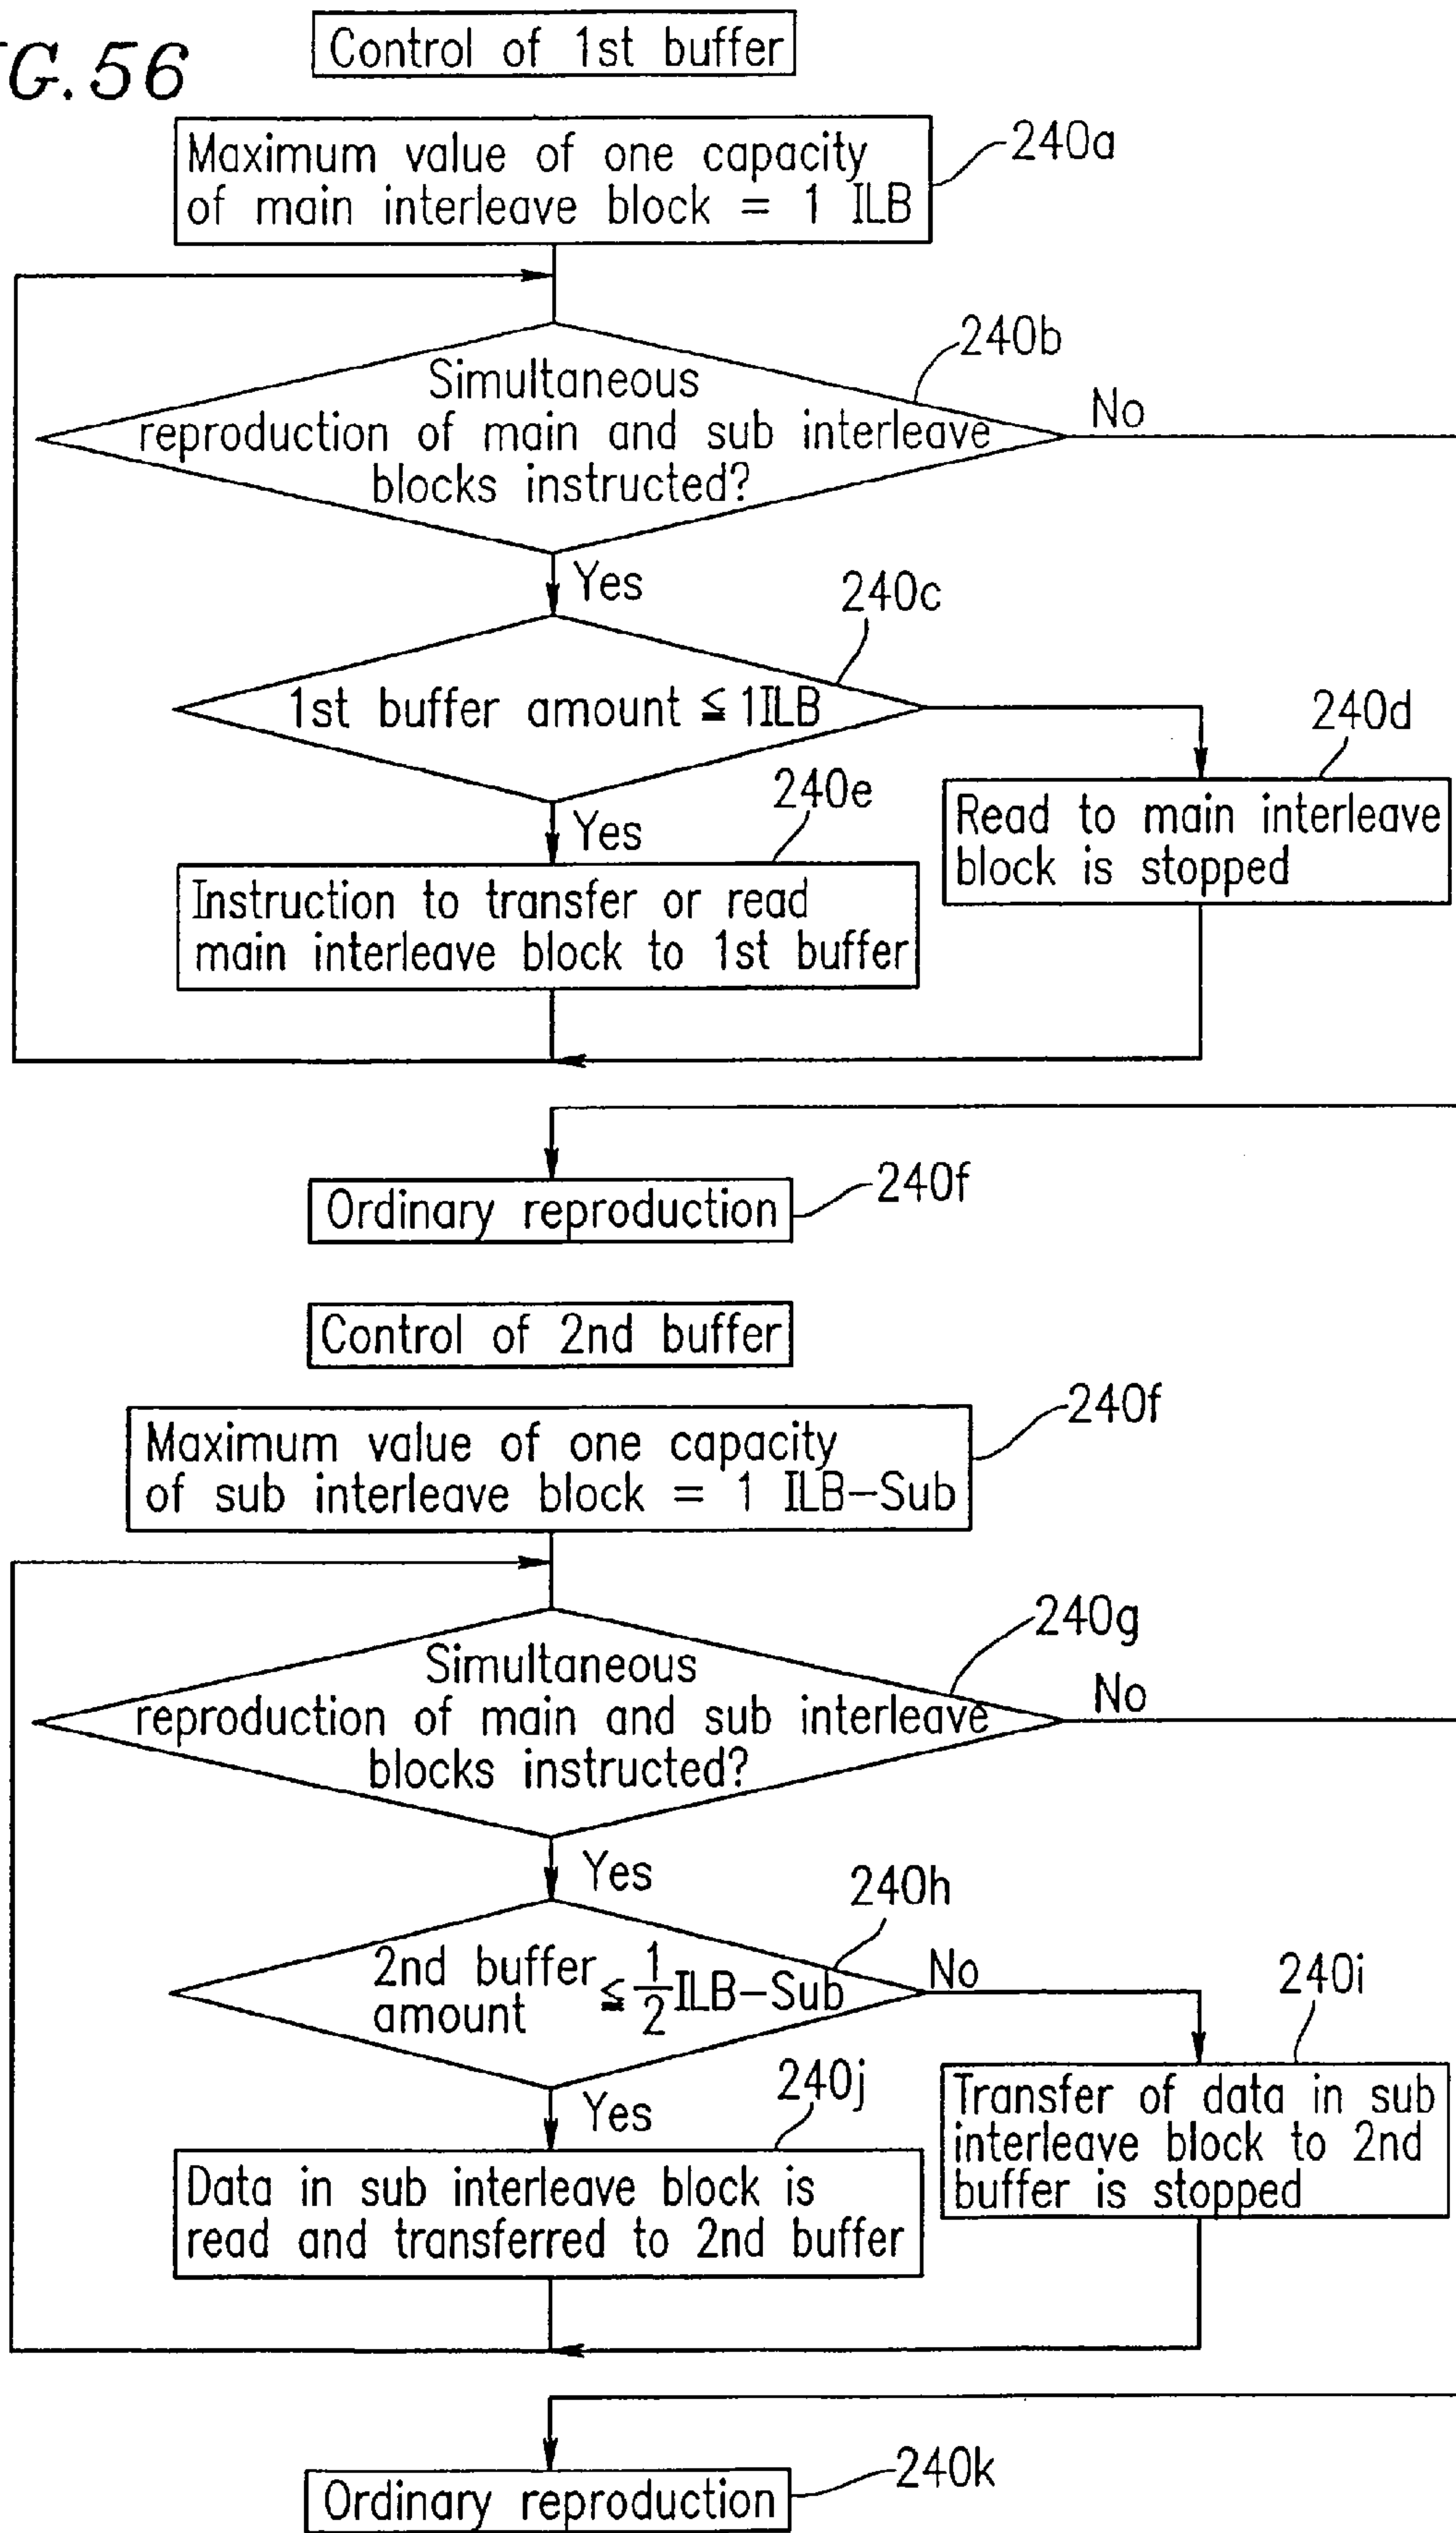 G.56
Control of 1st buffer
Maximum value of one capacity
of main interleave block = 1 ILB
240a
240b
Simultaneous
reproduction of main and sub interleave
blocks instructed?
No
Yes
240c
1st buffer amount ≦ 1ILB
240d
240e
Yes
Read to main interleave
block is stopped
Instruction to transfer or read
main interleave block to 1st buffer
Ordinary reproduction
240f
Control of 2nd buffer
240f
Maximum value of one capacity
of sub interleave block = 1 ILB-Sub
240g
Simultaneous
reproduction of main and sub interleave
blocks instructed?
No
Yes
240h
2nd buffer
amount ≦ 1/2 ILB-Sub
No
240i
240j
Yes
Transfer of data in sub
interleave block to 2nd
buffer is stopped
Data in sub interleave block is
read and transferred to 2nd buffer
Ordinary reproduction
240k